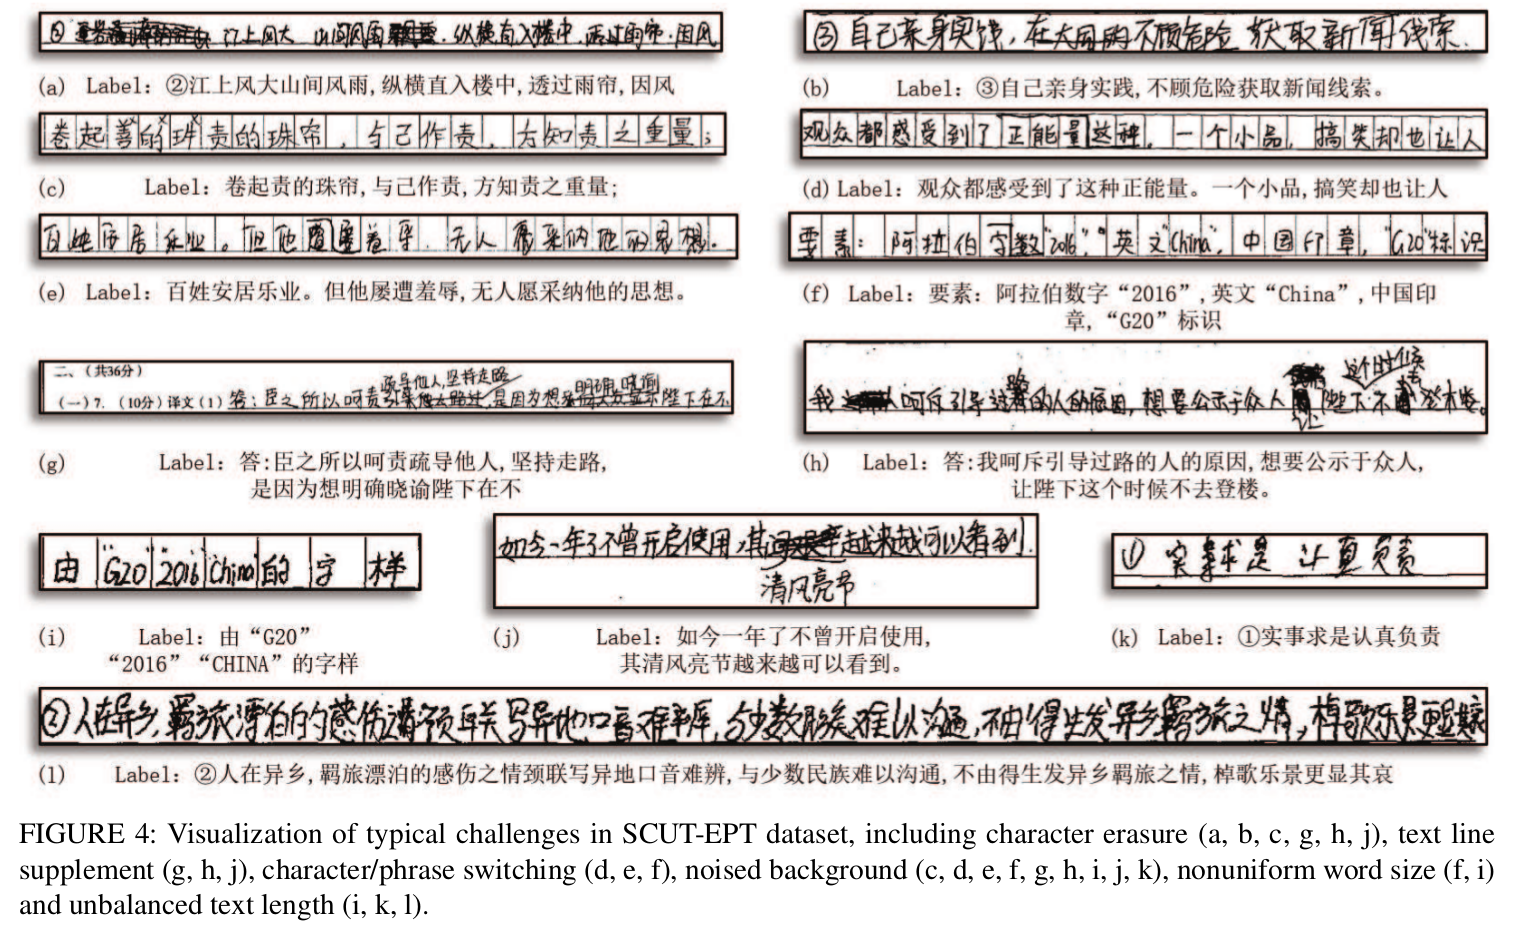 ② 江上风大 山间风雨 , 纵横直入楼中, 透过雨帘, 因风
③ 自己亲身实践, 在大 不顾危险 获取新闻线索.
(a) Label: ②江上风大山间风雨,纵横直入楼中,透过雨帘,因风
(b) Label: ③自己亲身实践,不顾危险获取新闻线索。
卷起善的珠责的珠帘,与己作责,方知责之重量;
观众都感受到了正能量这种。一个小品,搞笑却也让人
(c) Label: 卷起责的珠帘,与己作责,方知责之重量;
(d) Label: 观众都感受到了这种正能量。一个小品,搞笑却也让人
百姓安居乐业。但他遭屡羞辱,无人愿采纳他的思想。
要素:阿拉伯字数"2016","英文"China",中国印章,"G20"标识
(e) Label: 百姓安居乐业。但他屡遭羞辱,无人愿采纳他的思想。
(f) Label: 要素: 阿拉伯数字“2016”,英文“China”,中国印
章,“G20”标识
二、(共36分)
疏导他人,坚持走路
明确 晓谕
(一)7. (10分)译文(1) 答:臣之所以呵责 是因为想 陛下在不
这个时候
路
去
我 呵斥引导过 的人的原因,想要公示于众人 陛下不 登楼。
让
(g) Label: 答:臣之所以呵责疏导他人,坚持走路,
是因为想明确晓谕陛下在不
(h) Label: 答:我呵斥引导过路的人的原因,想要公示于众人,
让陛下这个时候不去登楼。
由"G20""2016""China"的字样
如今一年了不曾开启使用,其 越来越可以看到.
清风亮节
① 实事求是 认真负责
(i) Label: 由“G20”
“2016”“CHINA”的字样
(j) Label: 如今一年了不曾开启使用,
其清风亮节越来越可以看到。
(k) Label: ①实事求是认真负责
②人在异乡,羁旅漂泊的的感伤之情颈联写异地口音难辨,与少数民族难以沟通,不由得生发异乡羁旅之情,棹歌乐景更显其哀
(l) Label: ②人在异乡,羁旅漂泊的感伤之情颈联写异地口音难辨,与少数民族难以沟通,不由得生发异乡羁旅之情,棹歌乐景更显其哀
FIGURE 4: Visualization of typical challenges in SCUT-EPT dataset, including character erasure (a, b, c, g, h, j), text line
supplement (g, h, j), character/phrase switching (d, e, f), noised background (c, d, e, f, g, h, i, j, k), nonuniform word size (f, i)
and unbalanced text length (i, k, l).